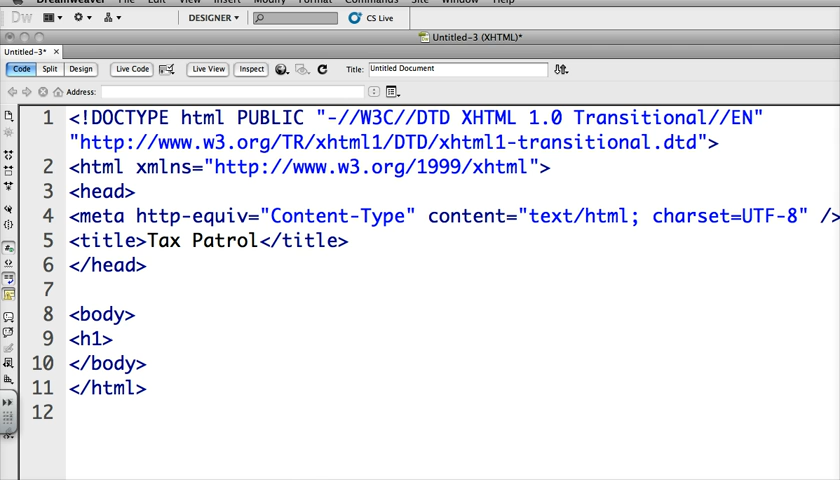 Dreamweaver File Edit View Insert Modify Format Commands Site Window Help
Dw DESIGNER CS Live
Untitled-3 (XHTML)*
Untitled-3* ×
Code Split Design Live Code Live View Inspect Title: Untitled Document
Address:
1 <!DOCTYPE html PUBLIC "-//W3C//DTD XHTML 1.0 Transitional//EN"
"http://www.w3.org/TR/xhtml1/DTD/xhtml1-transitional.dtd">
2 <html xmlns="http://www.w3.org/1999/xhtml">
3 <head>
4 <meta http-equiv="Content-Type" content="text/html; charset=UTF-8" />
5 <title>Tax Patrol</title>
6 </head>
7
8 <body>
9 <h1>
10 </body>
11 </html>
12